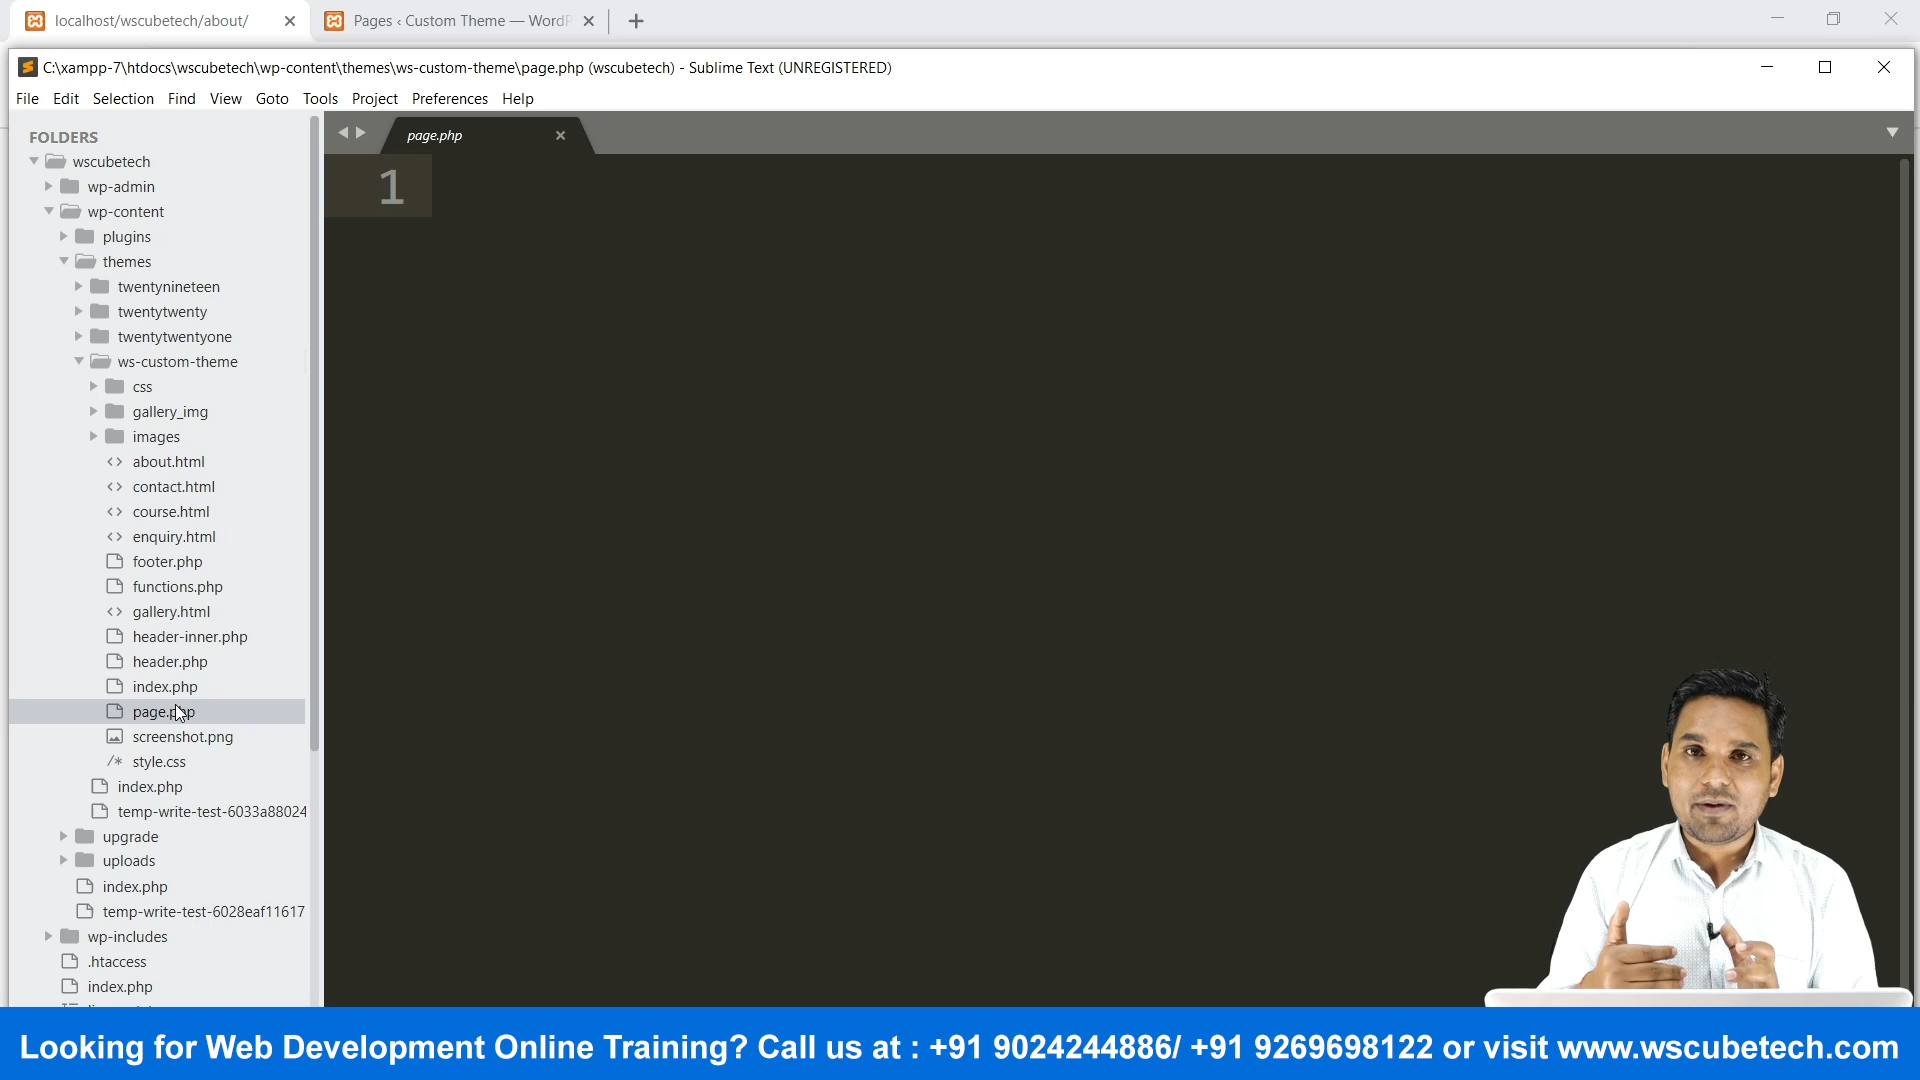 localhost/wscubetech/about/
Pages ‹ Custom Theme — WordP
C:\xampp-7\htdocs\wscubetech\wp-content\themes\ws-custom-theme\page.php (wscubetech) - Sublime Text (UNREGISTERED)
File Edit Selection Find View Goto Tools Project Preferences Help
FOLDERS
page.php
1
wscubetech
wp-admin
wp-content
plugins
themes
twentynineteen
twentytwenty
twentytwentyone
ws-custom-theme
css
gallery_img
images
about.html
contact.html
course.html
enquiry.html
footer.php
functions.php
gallery.html
header-inner.php
header.php
index.php
page.php
screenshot.png
style.css
index.php
temp-write-test-6033a88024
upgrade
uploads
index.php
temp-write-test-6028eaf11617
wp-includes
.htaccess
index.php
Looking for Web Development Online Training? Call us at : +91 9024244886/ +91 9269698122 or visit www.wscubetech.com